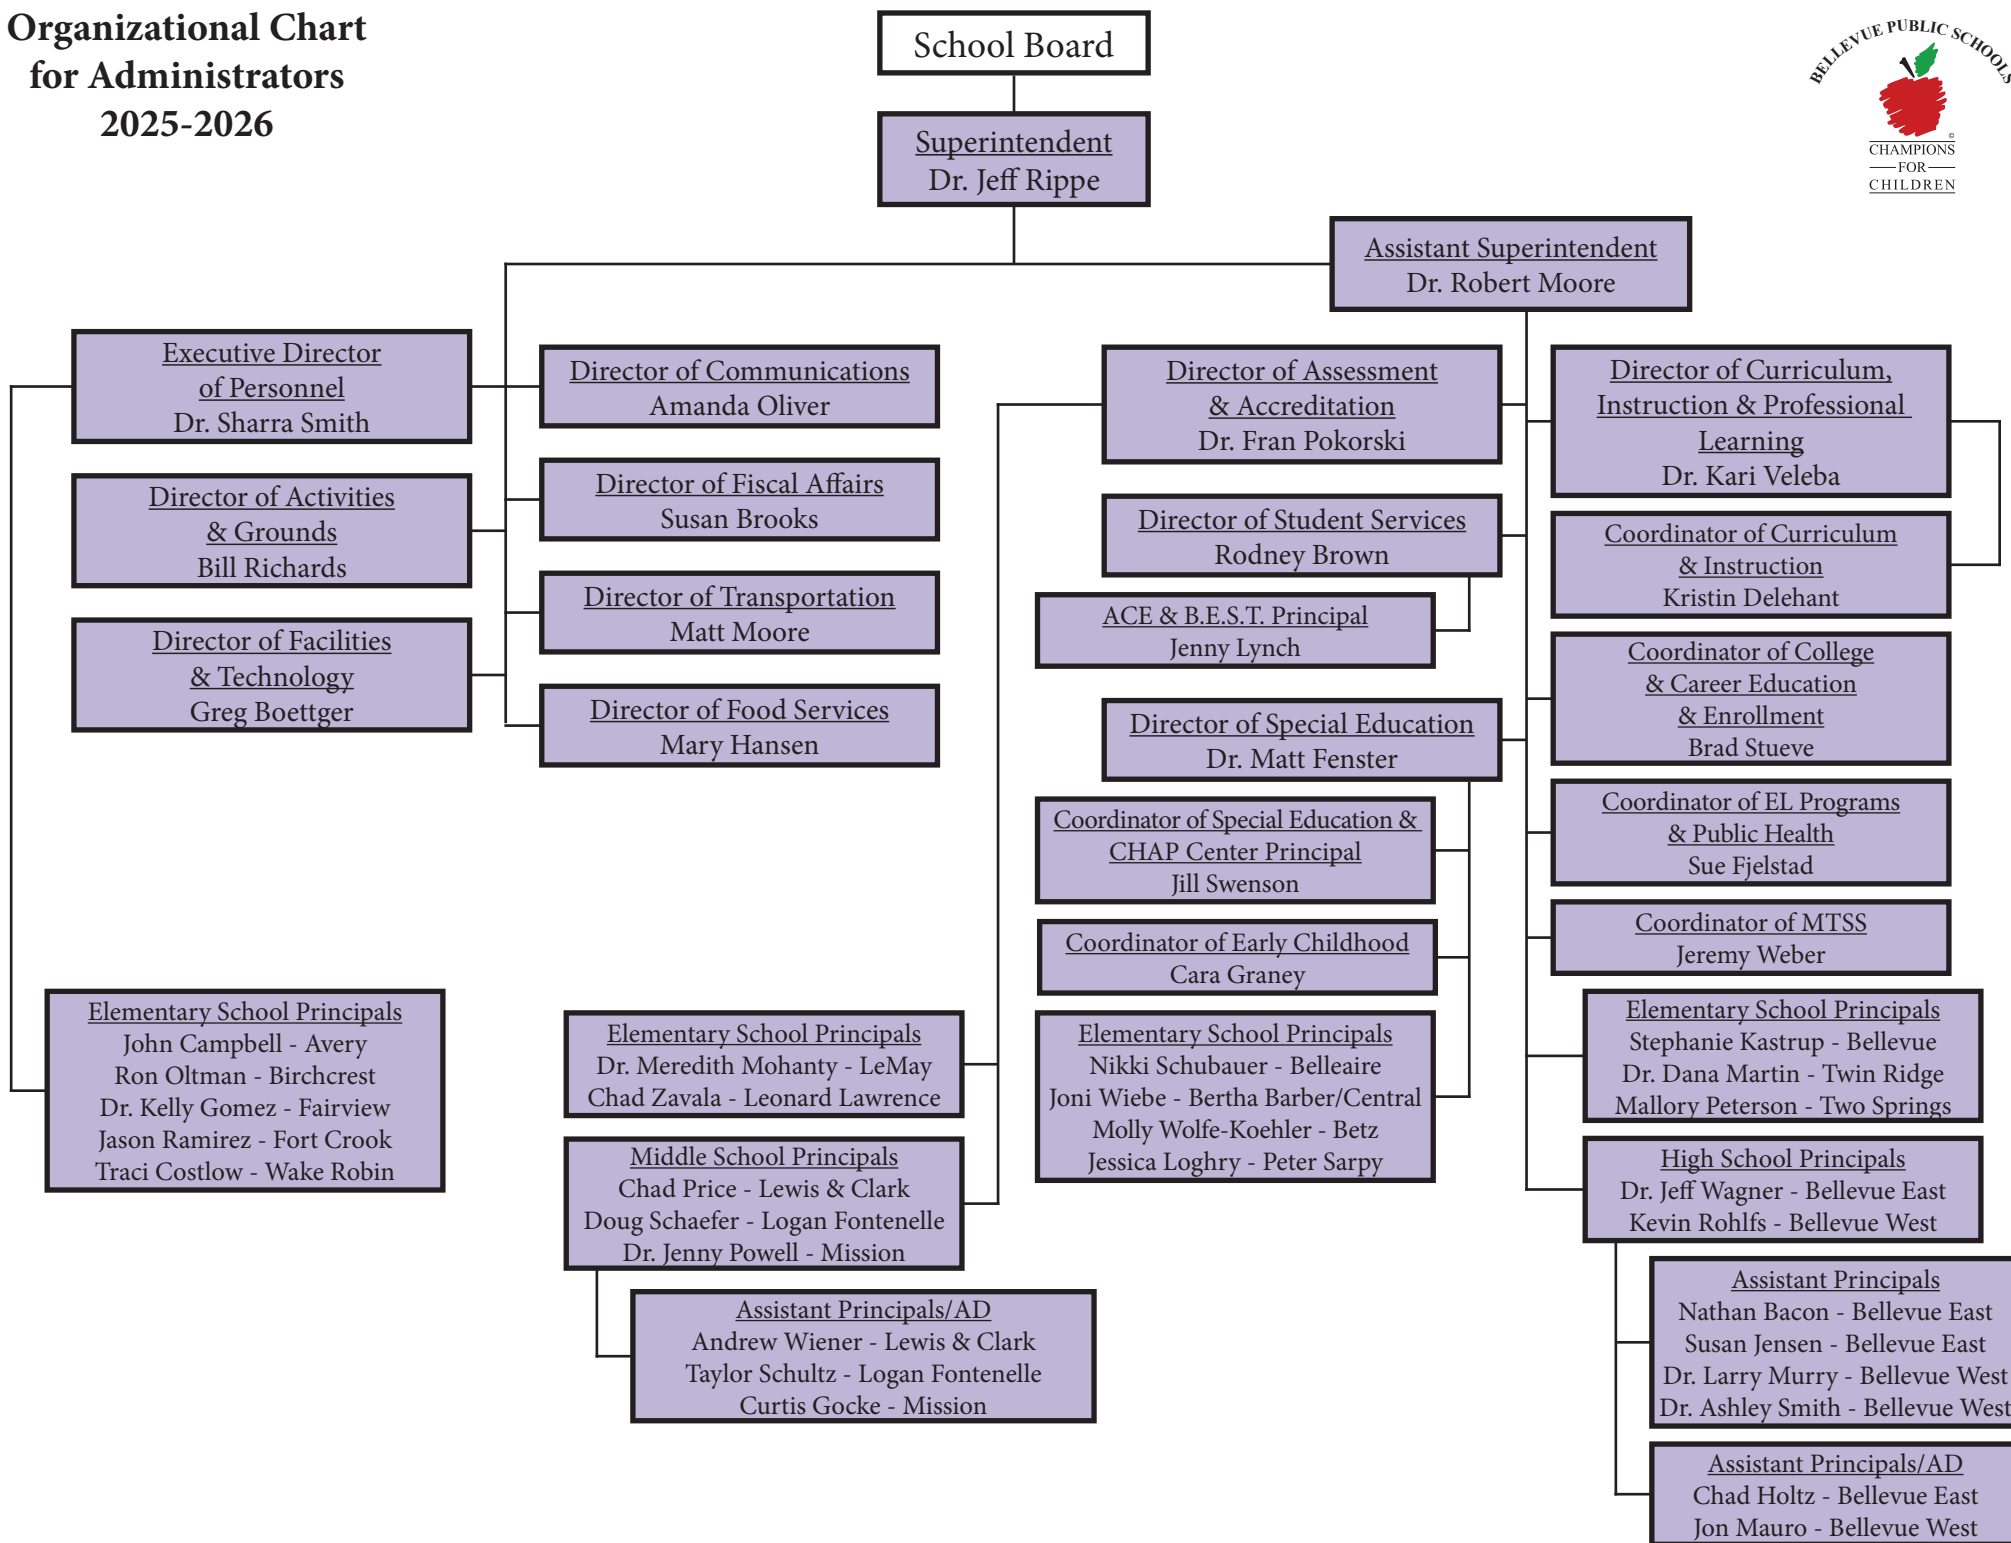 Organizational Chart
for Administrators
2025-2026
School Board
BELLEVUE PUBLIC SCHOOLS
©
CHAMPIONS
FOR
CHILDREN
Superintendent
Dr. Jeff Rippe
Assistant Superintendent
Dr. Robert Moore
Executive Director
of Personnel
Dr. Sharra Smith
Director of Activities
& Grounds
Bill Richards
Director of Facilities
& Technology
Greg Boettger
Director of Communications
Amanda Oliver
Director of Fiscal Affairs
Susan Brooks
Director of Transportation
Matt Moore
Director of Food Services
Mary Hansen
Director of Assessment
& Accreditation
Dr. Fran Pokorski
Director of Student Services
Rodney Brown
ACE & B.E.S.T. Principal
Jenny Lynch
Director of Special Education
Dr. Matt Fenster
Coordinator of Special Education &
CHAP Center Principal
Jill Swenson
Coordinator of Early Childhood
Cara Graney
Elementary School Principals
Nikki Schubauer - Belleaire
Joni Wiebe - Bertha Barber/Central
Molly Wolfe-Koehler - Betz
Jessica Loghry - Peter Sarpy
Director of Curriculum,
Instruction & Professional
Learning
Dr. Kari Veleba
Coordinator of Curriculum
& Instruction
Kristin Delehant
Coordinator of College
& Career Education
& Enrollment
Brad Stueve
Coordinator of EL Programs
& Public Health
Sue Fjelstad
Coordinator of MTSS
Jeremy Weber
Elementary School Principals
Stephanie Kastrup - Bellevue
Dr. Dana Martin - Twin Ridge
Mallory Peterson - Two Springs
High School Principals
Dr. Jeff Wagner - Bellevue East
Kevin Rohlfs - Bellevue West
Assistant Principals
Nathan Bacon - Bellevue East
Susan Jensen - Bellevue East
Dr. Larry Murry - Bellevue West
Dr. Ashley Smith - Bellevue West
Assistant Principals/AD
Chad Holtz - Bellevue East
Jon Mauro - Bellevue West
Elementary School Principals
John Campbell - Avery
Ron Oltman - Birchcrest
Dr. Kelly Gomez - Fairview
Jason Ramirez - Fort Crook
Traci Costlow - Wake Robin
Elementary School Principals
Dr. Meredith Mohanty - LeMay
Chad Zavala - Leonard Lawrence
Middle School Principals
Chad Price - Lewis & Clark
Doug Schaefer - Logan Fontenelle
Dr. Jenny Powell - Mission
Assistant Principals/AD
Andrew Wiener - Lewis & Clark
Taylor Schultz - Logan Fontenelle
Curtis Gocke - Mission